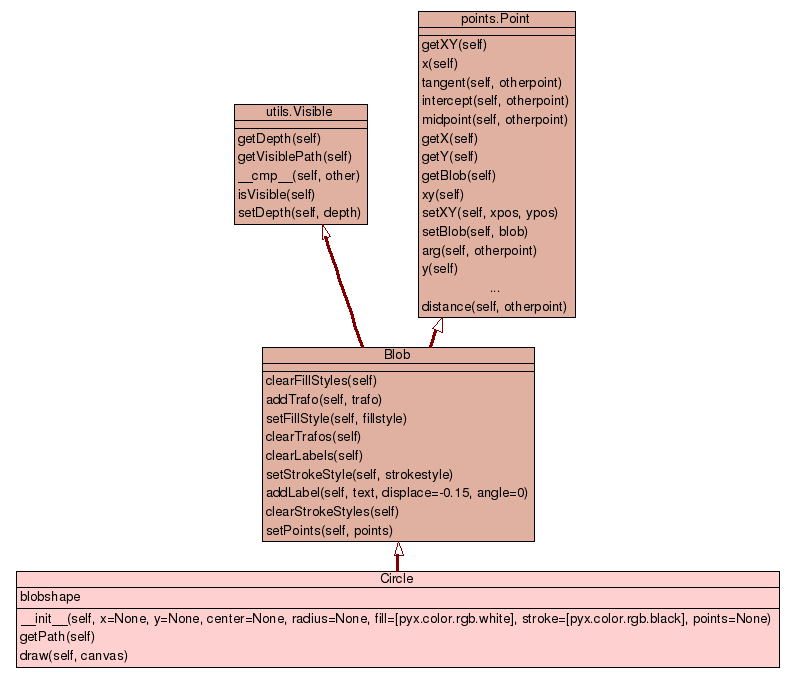 points.Point
getXY(self)
x(self)
tangent(self, otherpoint)
intercept(self, otherpoint)
midpoint(self, otherpoint)
getX(self)
getY(self)
getBlob(self)
xy(self)
setXY(self, xpos, ypos)
setBlob(self, blob)
arg(self, otherpoint)
y(self)
...
distance(self, otherpoint)
utils.Visible
getDepth(self)
getVisiblePath(self)
__cmp__(self, other)
isVisible(self)
setDepth(self, depth)
Blob
clearFillStyles(self)
addTrafo(self, trafo)
setFillStyle(self, fillstyle)
clearTrafos(self)
clearLabels(self)
setStrokeStyle(self, strokestyle)
addLabel(self, text, displace=-0.15, angle=0)
clearStrokeStyles(self)
setPoints(self, points)
Circle
blobshape
__init__(self, x=None, y=None, center=None, radius=None, fill=[pyx.color.rgb.white], stroke=[pyx.color.rgb.black], points=None)
getPath(self)
draw(self, canvas)